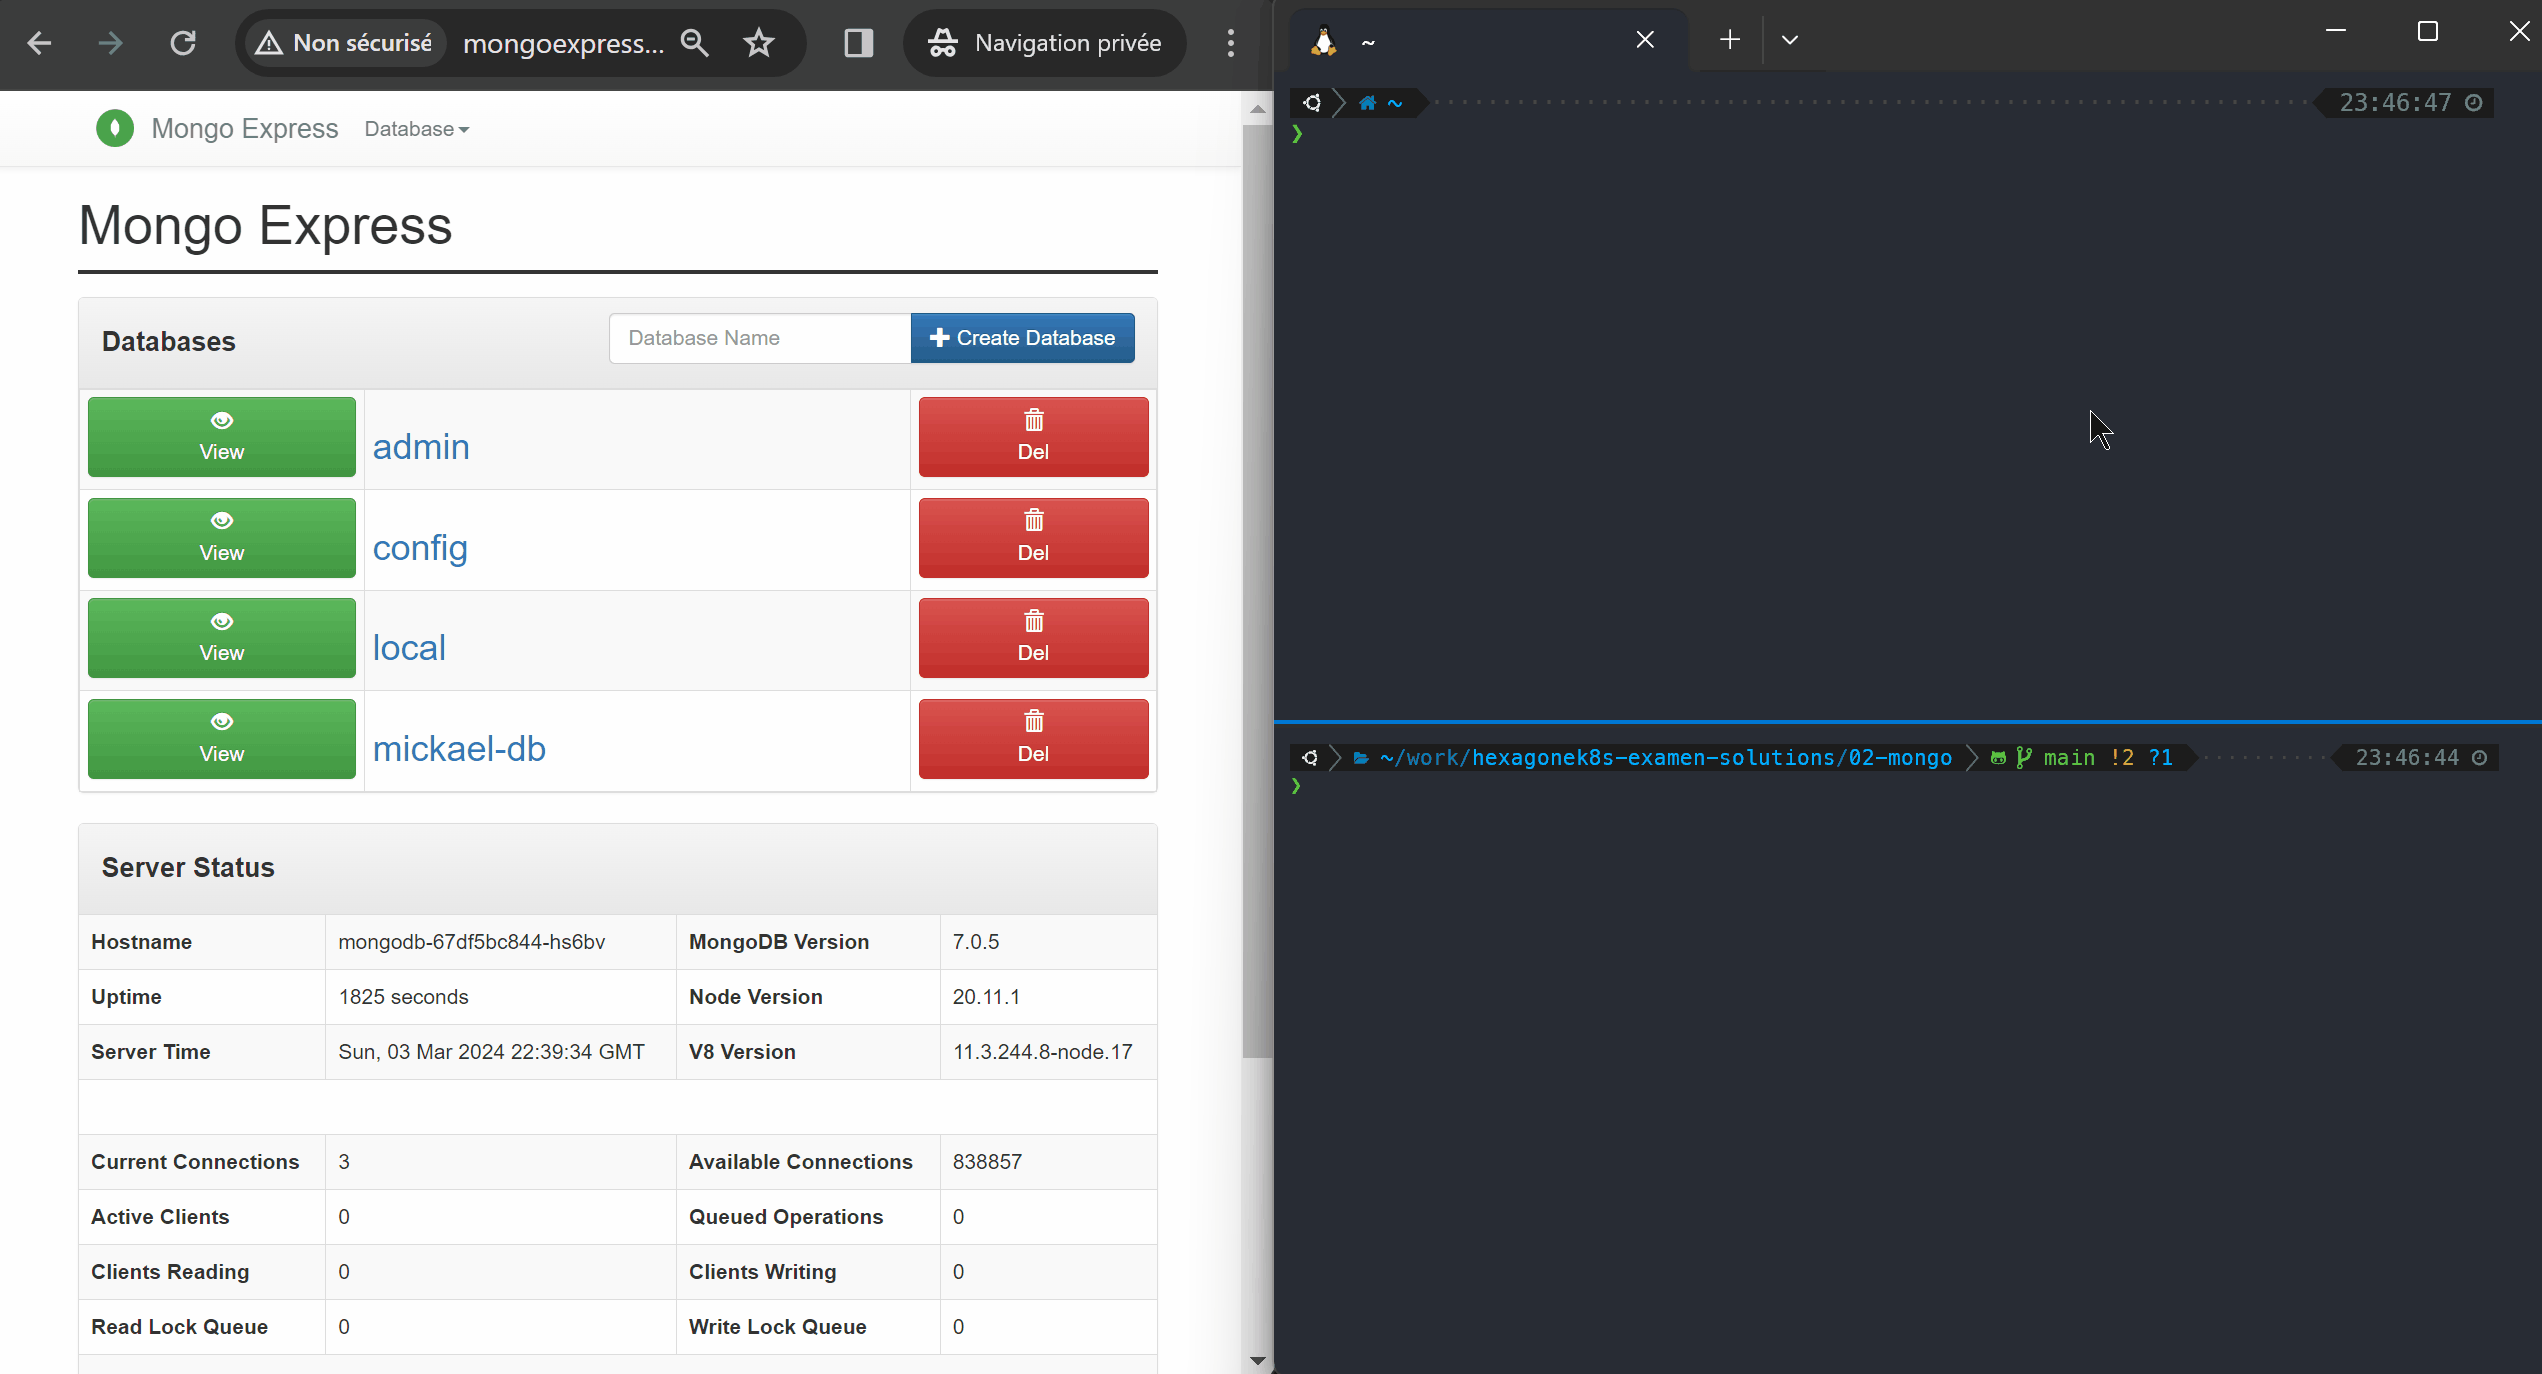 Non sécurisé mongoexpress... Navigation privée
Mongo Express Database
Mongo Express
Databases Database Name Create Database
View admin Del
View config Del
View local Del
View mickael-db Del
Server Status
Hostname mongodb-67df5bc844-hs6bv MongoDB Version 7.0.5
Uptime 1825 seconds Node Version 20.11.1
Server Time Sun, 03 Mar 2024 22:39:34 GMT V8 Version 11.3.244.8-node.17
Current Connections 3 Available Connections 838857
Active Clients 0 Queued Operations 0
Clients Reading 0 Clients Writing 0
Read Lock Queue 0 Write Lock Queue 0
~
~ 23:46:47
❯
~/work/hexagonek8s-examen-solutions/02-mongo main !2 ?1 23:46:44
❯